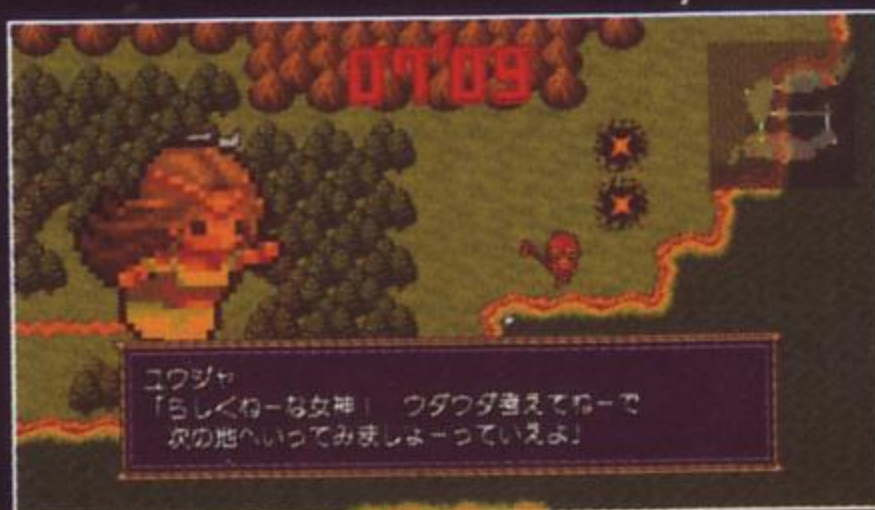 07'09
ユウジャ
「らしくねーな女神！　ウダウダ考えてねーで
次の地へいってみましょーっていえよ」